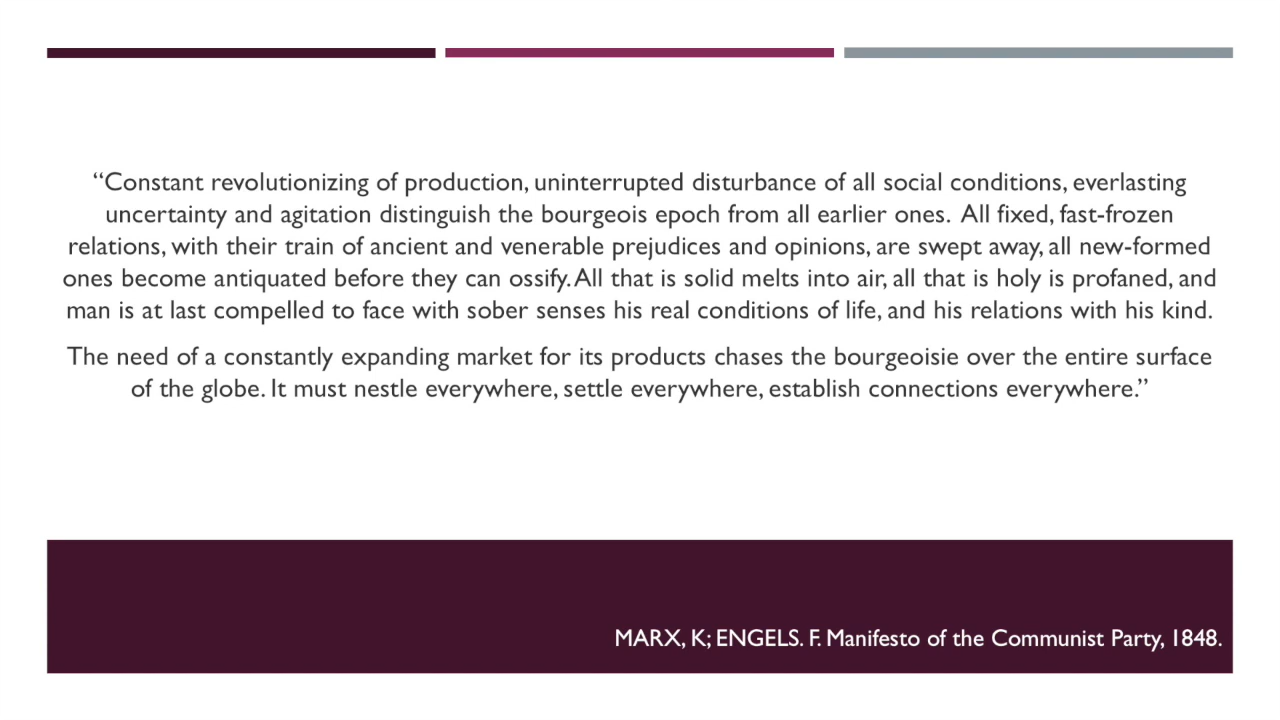 “Constant revolutionizing of production, uninterrupted disturbance of all social conditions, everlasting
uncertainty and agitation distinguish the bourgeois epoch from all earlier ones.  All fixed, fast-frozen
relations, with their train of ancient and venerable prejudices and opinions, are swept away, all new-formed
ones become antiquated before they can ossify. All that is solid melts into air, all that is holy is profaned, and
man is at last compelled to face with sober senses his real conditions of life, and his relations with his kind.
The need of a constantly expanding market for its products chases the bourgeoisie over the entire surface
of the globe. It must nestle everywhere, settle everywhere, establish connections everywhere.”
MARX, K; ENGELS. F. Manifesto of the Communist Party, 1848.